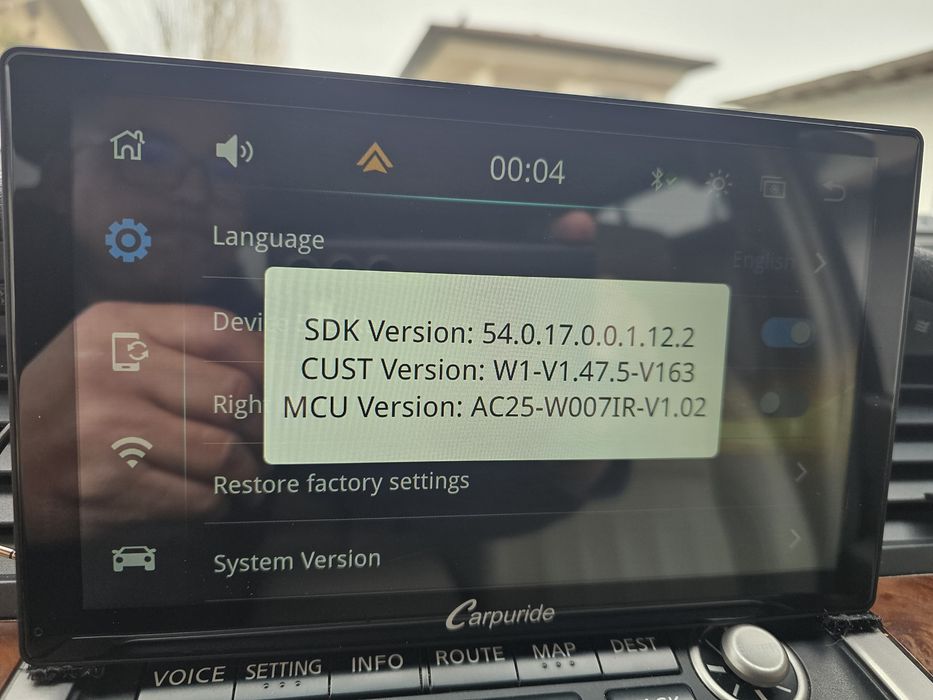 00:04
Language
English
Devi
SDK Version: 54.0.17.0.0.1.12.2
CUST Version: W1-V1.47.5-V163
Right
MCU Version: AC25-W007IR-V1.02
Restore factory settings
System Version
Carpuride
VOICE
SETTING
INFO
ROUTE
MAP
DEST